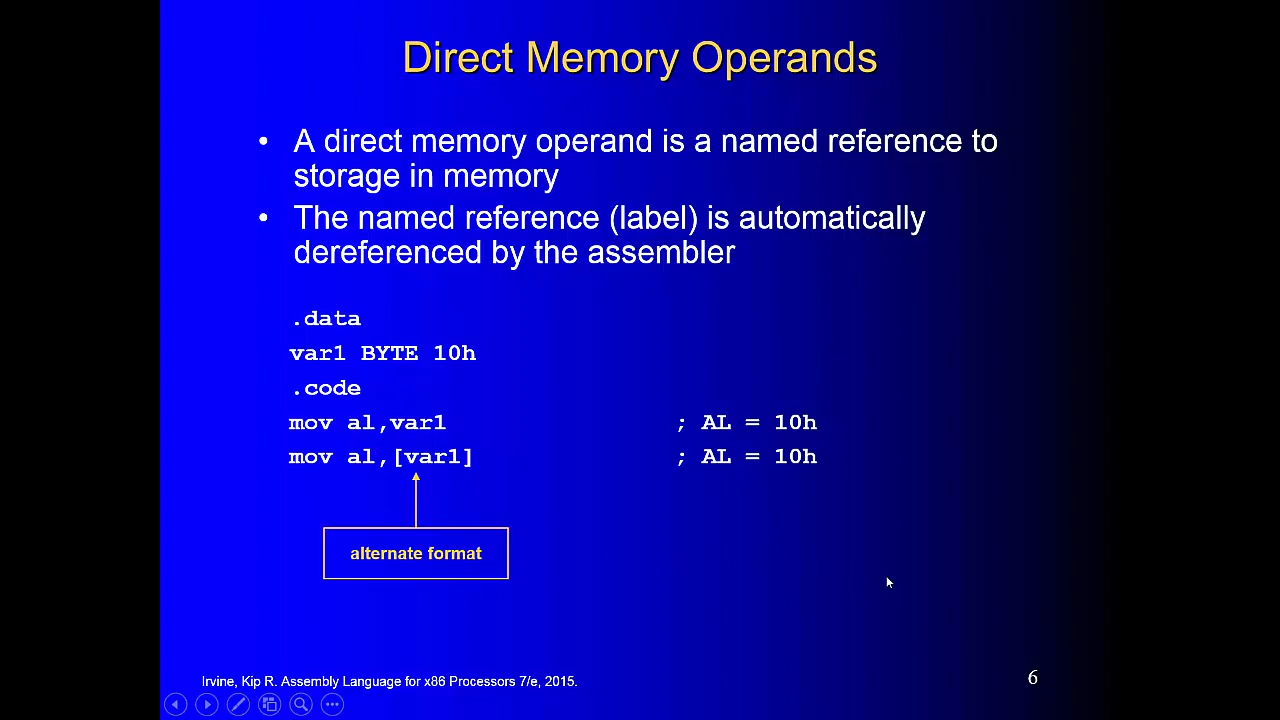 Direct Memory Operands
• A direct memory operand is a named reference to
storage in memory
• The named reference (label) is automatically
dereferenced by the assembler
.data
var1 BYTE 10h
.code
mov al,var1 ; AL = 10h
mov al,[var1] ; AL = 10h
alternate format
Irvine, Kip R. Assembly Language for x86 Processors 7/e, 2015.
6